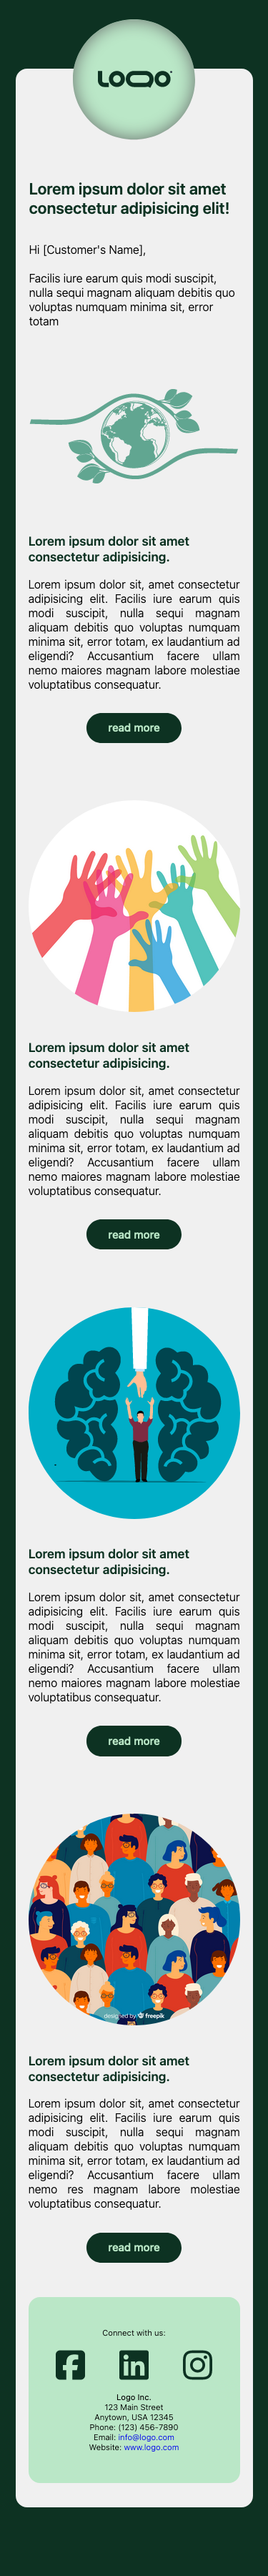 LOQO
Lorem ipsum dolor sit amet
consectetur adipisicing elit!
Hi [Customer's Name],
Facilis iure earum quis modi suscipit,
nulla sequi magnam aliquam debitis quo
voluptas numquam minima sit, error
totam
Lorem ipsum dolor sit amet
consectetur adipisicing.
Lorem ipsum dolor sit, amet consectetur
adipisicing elit. Facilis iure earum quis
modi suscipit, nulla sequi magnam
aliquam debitis quo voluptas numquam
minima sit, error totam, ex laudantium ad
eligendi? Accusantium facere ullam
nemo maiores magnam labore molestiae
voluptatibus consequatur.
read more
Lorem ipsum dolor sit amet
consectetur adipisicing.
Lorem ipsum dolor sit, amet consectetur
adipisicing elit. Facilis iure earum quis
modi suscipit, nulla sequi magnam
aliquam debitis quo voluptas numquam
minima sit, error totam, ex laudantium ad
eligendi? Accusantium facere ullam
nemo maiores magnam labore molestiae
voluptatibus consequatur.
read more
Lorem ipsum dolor sit amet
consectetur adipisicing.
Lorem ipsum dolor sit, amet consectetur
adipisicing elit. Facilis iure earum quis
modi suscipit, nulla sequi magnam
aliquam debitis quo voluptas numquam
minima sit, error totam, ex laudantium ad
eligendi? Accusantium facere ullam
nemo maiores magnam labore molestiae
voluptatibus consequatur.
read more
designed by freepik
Lorem ipsum dolor sit amet
consectetur adipisicing.
Lorem ipsum dolor sit, amet consectetur
adipisicing elit. Facilis iure earum quis
modi suscipit, nulla sequi magnam
aliquam debitis quo voluptas numquam
minima sit, error totam, ex laudantium ad
eligendi? Accusantium facere ullam
nemo res magnam labore molestiae
voluptatibus consequatur.
read more
Connect with us:
Logo Inc.
123 Main Street
Anytown, USA 12345
Phone: (123) 456-7890
Email: info@logo.com
Website: www.logo.com